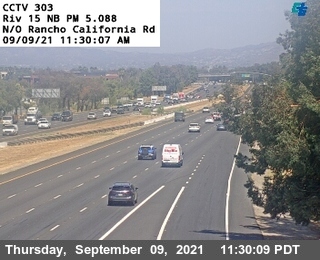 CCTV 303
Riv 15 NB PM 5.088
N/O Rancho California Rd
09/09/21 11:30:07 AM
Thursday, September 09, 2021 11:30:09 PDT